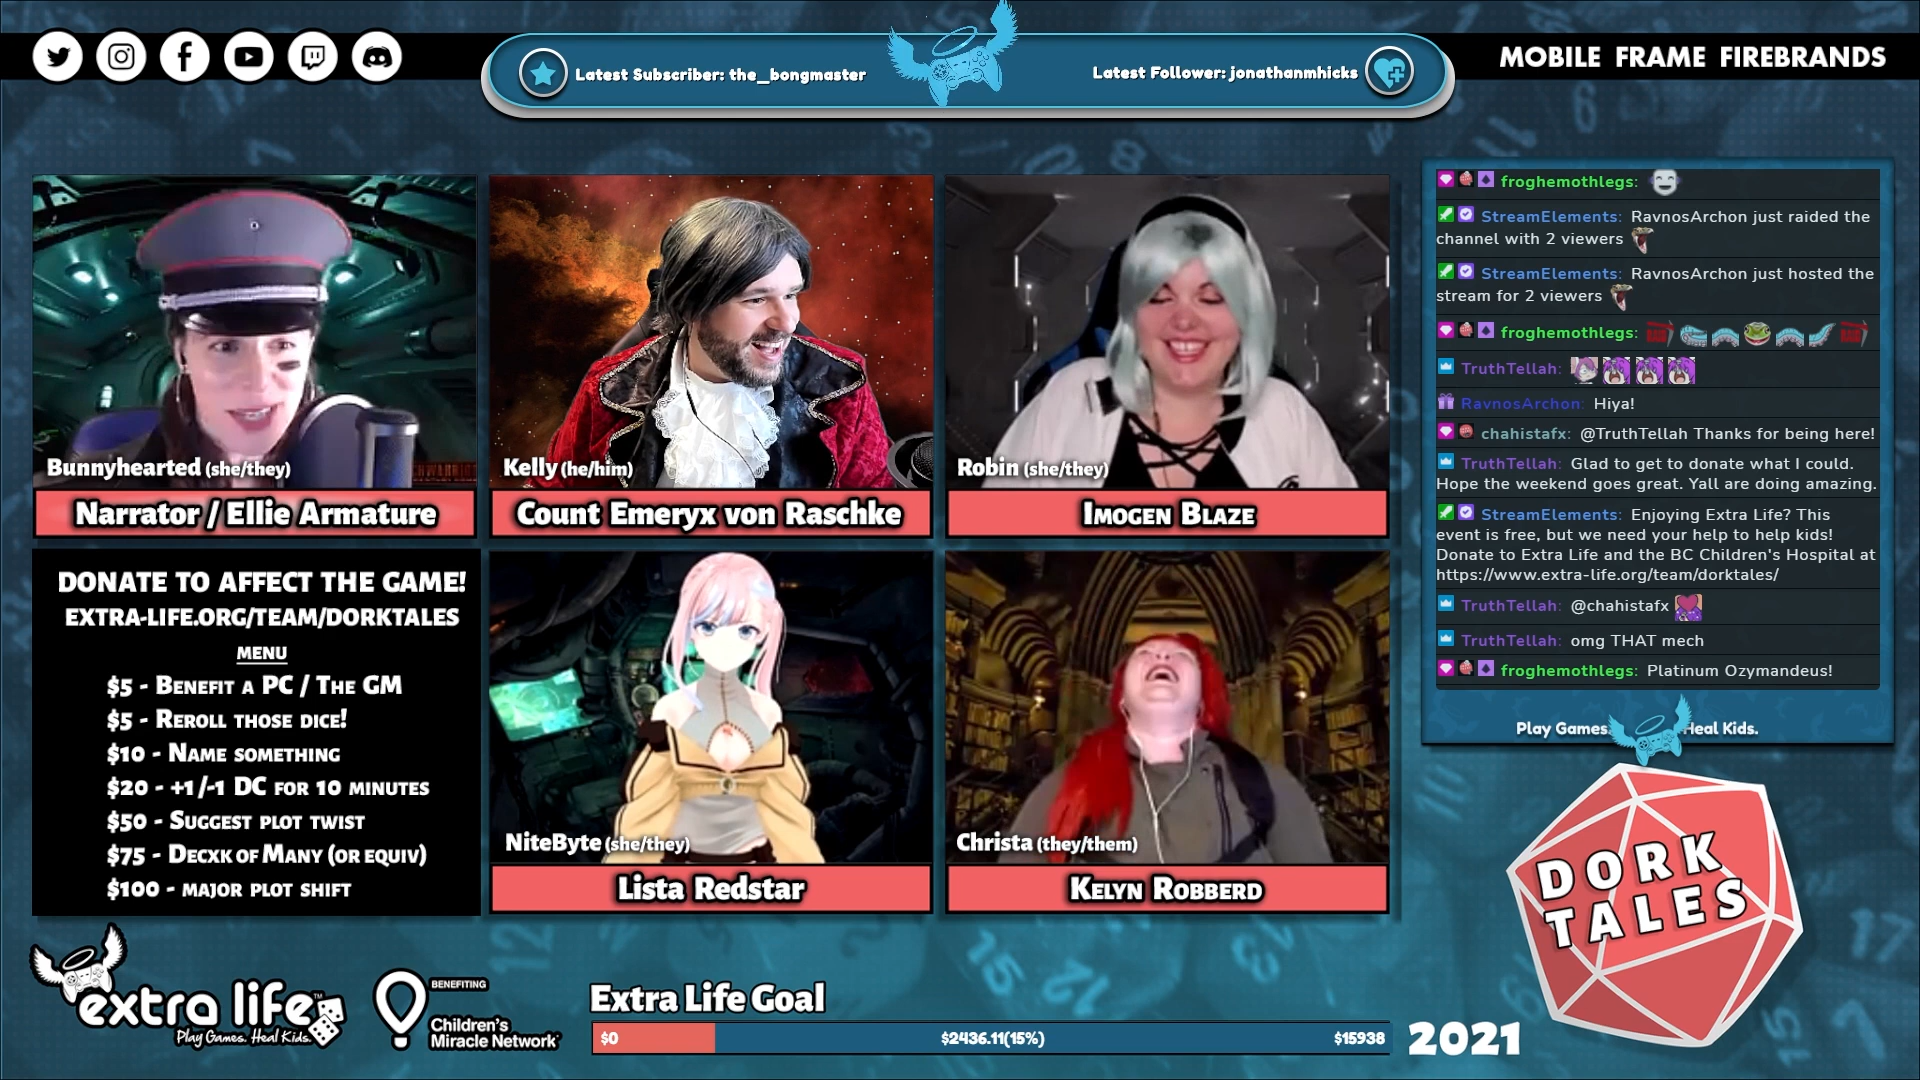 Latest Subscriber: the_bongmaster
Latest Follower: jonathanmhicks
MOBILE FRAME FIREBRANDS
Bunnyhearted (she/they)
Narrator / Ellie Armature
Kelly (he/him)
Count Emeryx von Raschke
Robin (she/they)
Imogen Blaze
DONATE TO AFFECT THE GAME!
EXTRA-LIFE.ORG/TEAM/DORKTALES
MENU
$5 - Benefit a PC / The GM
$5 - Reroll those dice!
$10 - Name something
$20 - +1/-1 DC for 10 minutes
$50 - Suggest plot twist
$75 - Decxk of Many (or equiv)
$100 - major plot shift
NiteByte (she/they)
Lista Redstar
Christa (they/them)
Kelyn Robberd
froghemothlegs:
StreamElements: RavnosArchon just raided the
channel with 2 viewers
StreamElements: RavnosArchon just hosted the
stream for 2 viewers
froghemothlegs:
TruthTellah:
RavnosArchon: Hiya!
chahistafx: @TruthTellah Thanks for being here!
TruthTellah: Glad to get to donate what I could.
Hope the weekend goes great. Yall are doing amazing.
StreamElements: Enjoying Extra Life? This
event is free, but we need your help to help kids!
Donate to Extra Life and the BC Children's Hospital at
https://www.extra-life.org/team/dorktales/
TruthTellah: @chahistafx
TruthTellah: omg THAT mech
froghemothlegs: Platinum Ozymandeus!
Play Games. Heal Kids.
DORK
TALES
extra life
Play Games. Heal Kids.
BENEFITING
Children's
Miracle Network
Extra Life Goal
$0 $2436.11(15%) $15938
2021